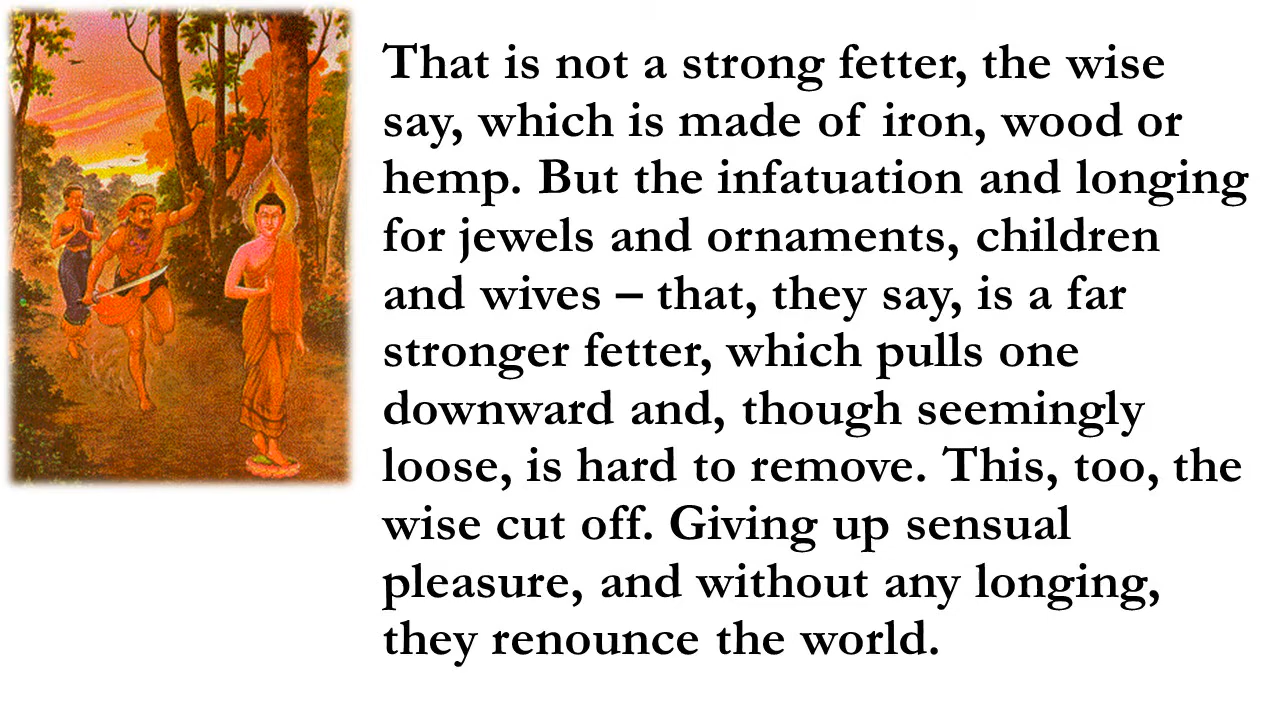 That is not a strong fetter, the wise
say, which is made of iron, wood or
hemp. But the infatuation and longing
for jewels and ornaments, children
and wives – that, they say, is a far
stronger fetter, which pulls one
downward and, though seemingly
loose, is hard to remove. This, too, the
wise cut off. Giving up sensual
pleasure, and without any longing,
they renounce the world.